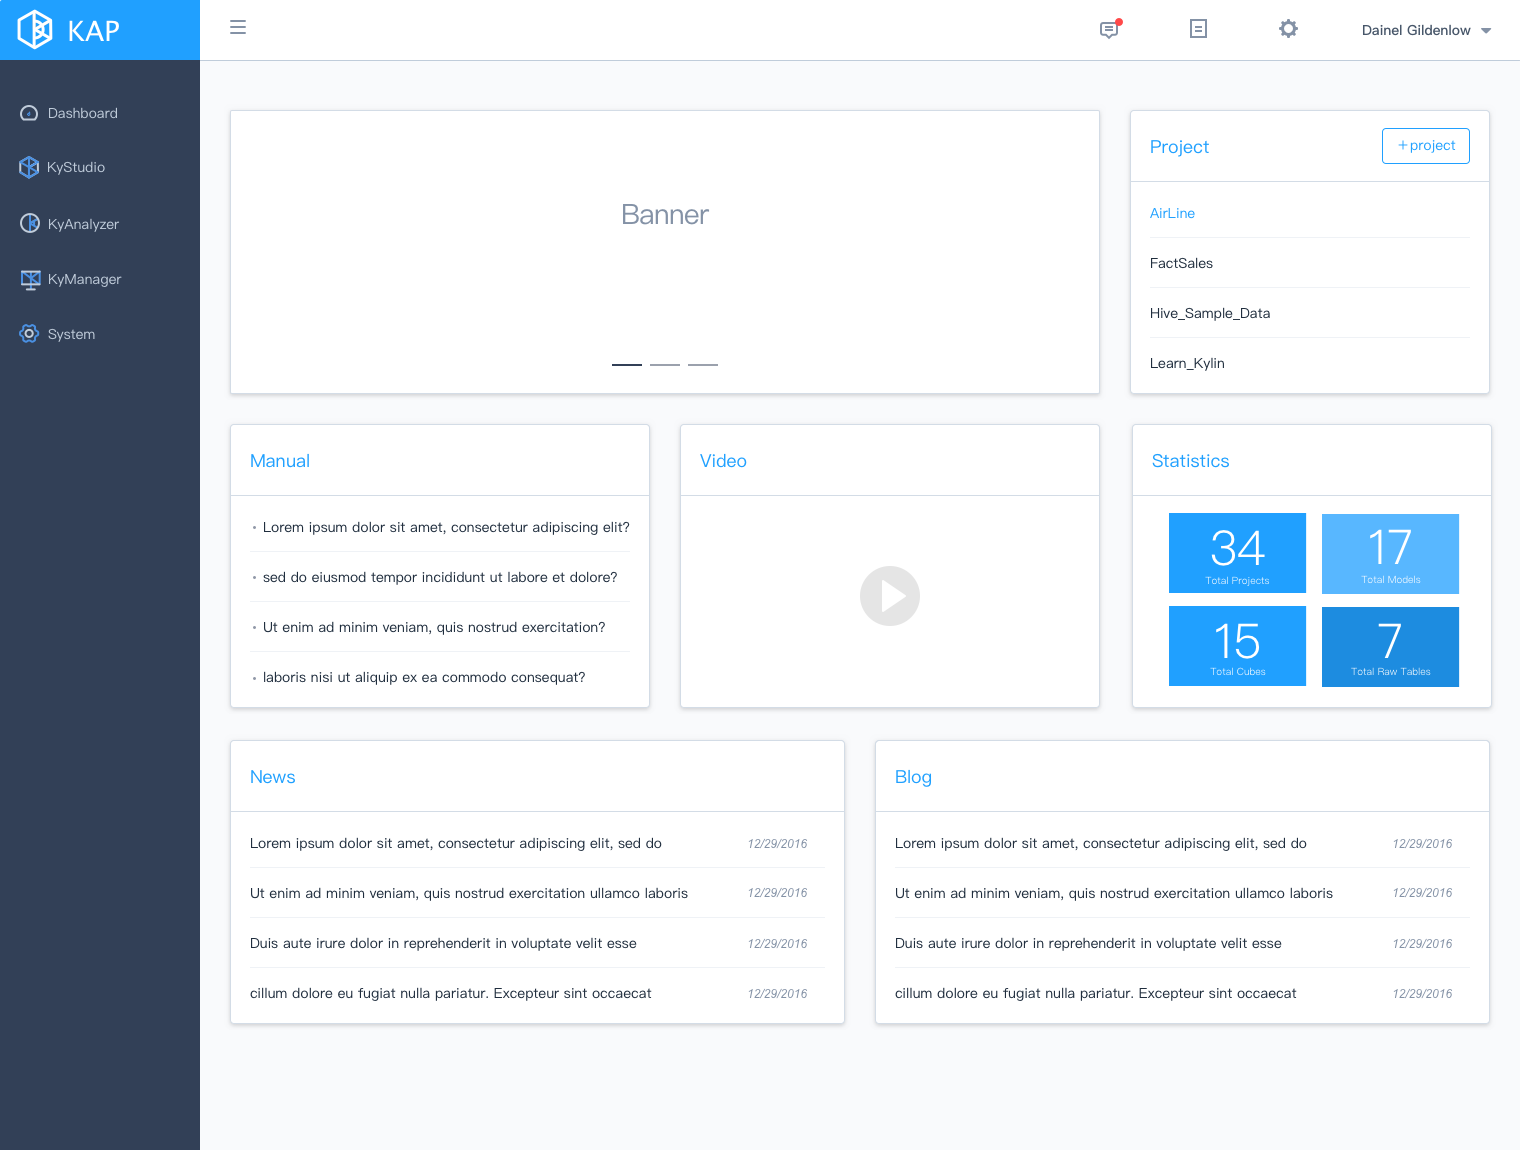 KAP
Dainel Gildenlow
Dashboard
KyStudio
KyAnalyzer
KyManager
System
Banner
Project
+project
AirLine
FactSales
Hive_Sample_Data
Learn_Kylin
Manual
· Lorem ipsum dolor sit amet, consectetur adipiscing elit?
· sed do eiusmod tempor incididunt ut labore et dolore?
· Ut enim ad minim veniam, quis nostrud exercitation?
· laboris nisi ut aliquip ex ea commodo consequat?
Video
Statistics
34
Total Projects
17
Total Models
15
Total Cubes
7
Total Raw Tables
News
Lorem ipsum dolor sit amet, consectetur adipiscing elit, sed do 12/29/2016
Ut enim ad minim veniam, quis nostrud exercitation ullamco laboris 12/29/2016
Duis aute irure dolor in reprehenderit in voluptate velit esse 12/29/2016
cillum dolore eu fugiat nulla pariatur. Excepteur sint occaecat 12/29/2016
Blog
Lorem ipsum dolor sit amet, consectetur adipiscing elit, sed do 12/29/2016
Ut enim ad minim veniam, quis nostrud exercitation ullamco laboris 12/29/2016
Duis aute irure dolor in reprehenderit in voluptate velit esse 12/29/2016
cillum dolore eu fugiat nulla pariatur. Excepteur sint occaecat 12/29/2016